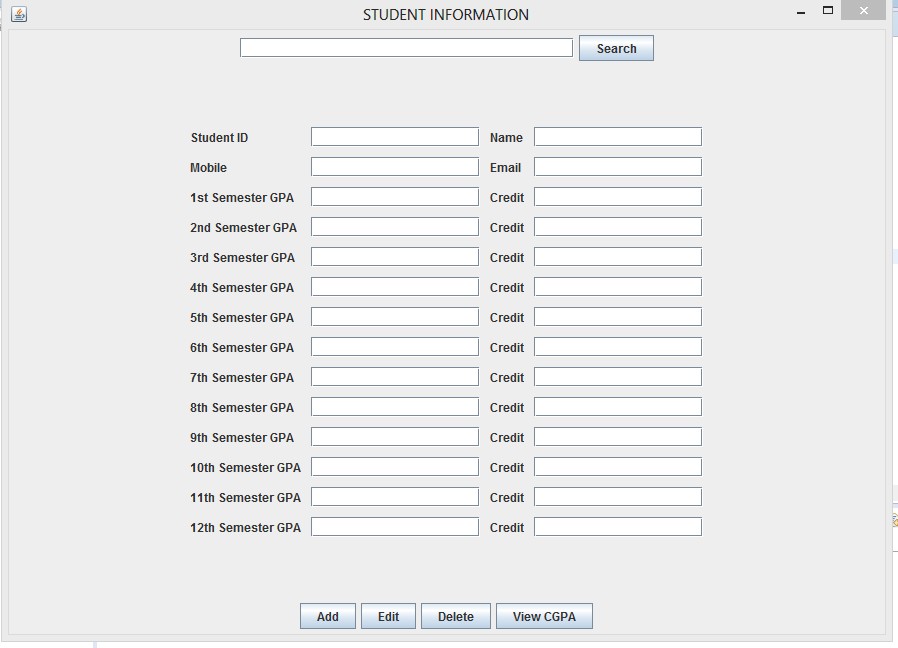 STUDENT INFORMATION
Search
Student ID Name
Mobile Email
1st Semester GPA Credit
2nd Semester GPA Credit
3rd Semester GPA Credit
4th Semester GPA Credit
5th Semester GPA Credit
6th Semester GPA Credit
7th Semester GPA Credit
8th Semester GPA Credit
9th Semester GPA Credit
10th Semester GPA Credit
11th Semester GPA Credit
12th Semester GPA Credit
Add Edit Delete View CGPA